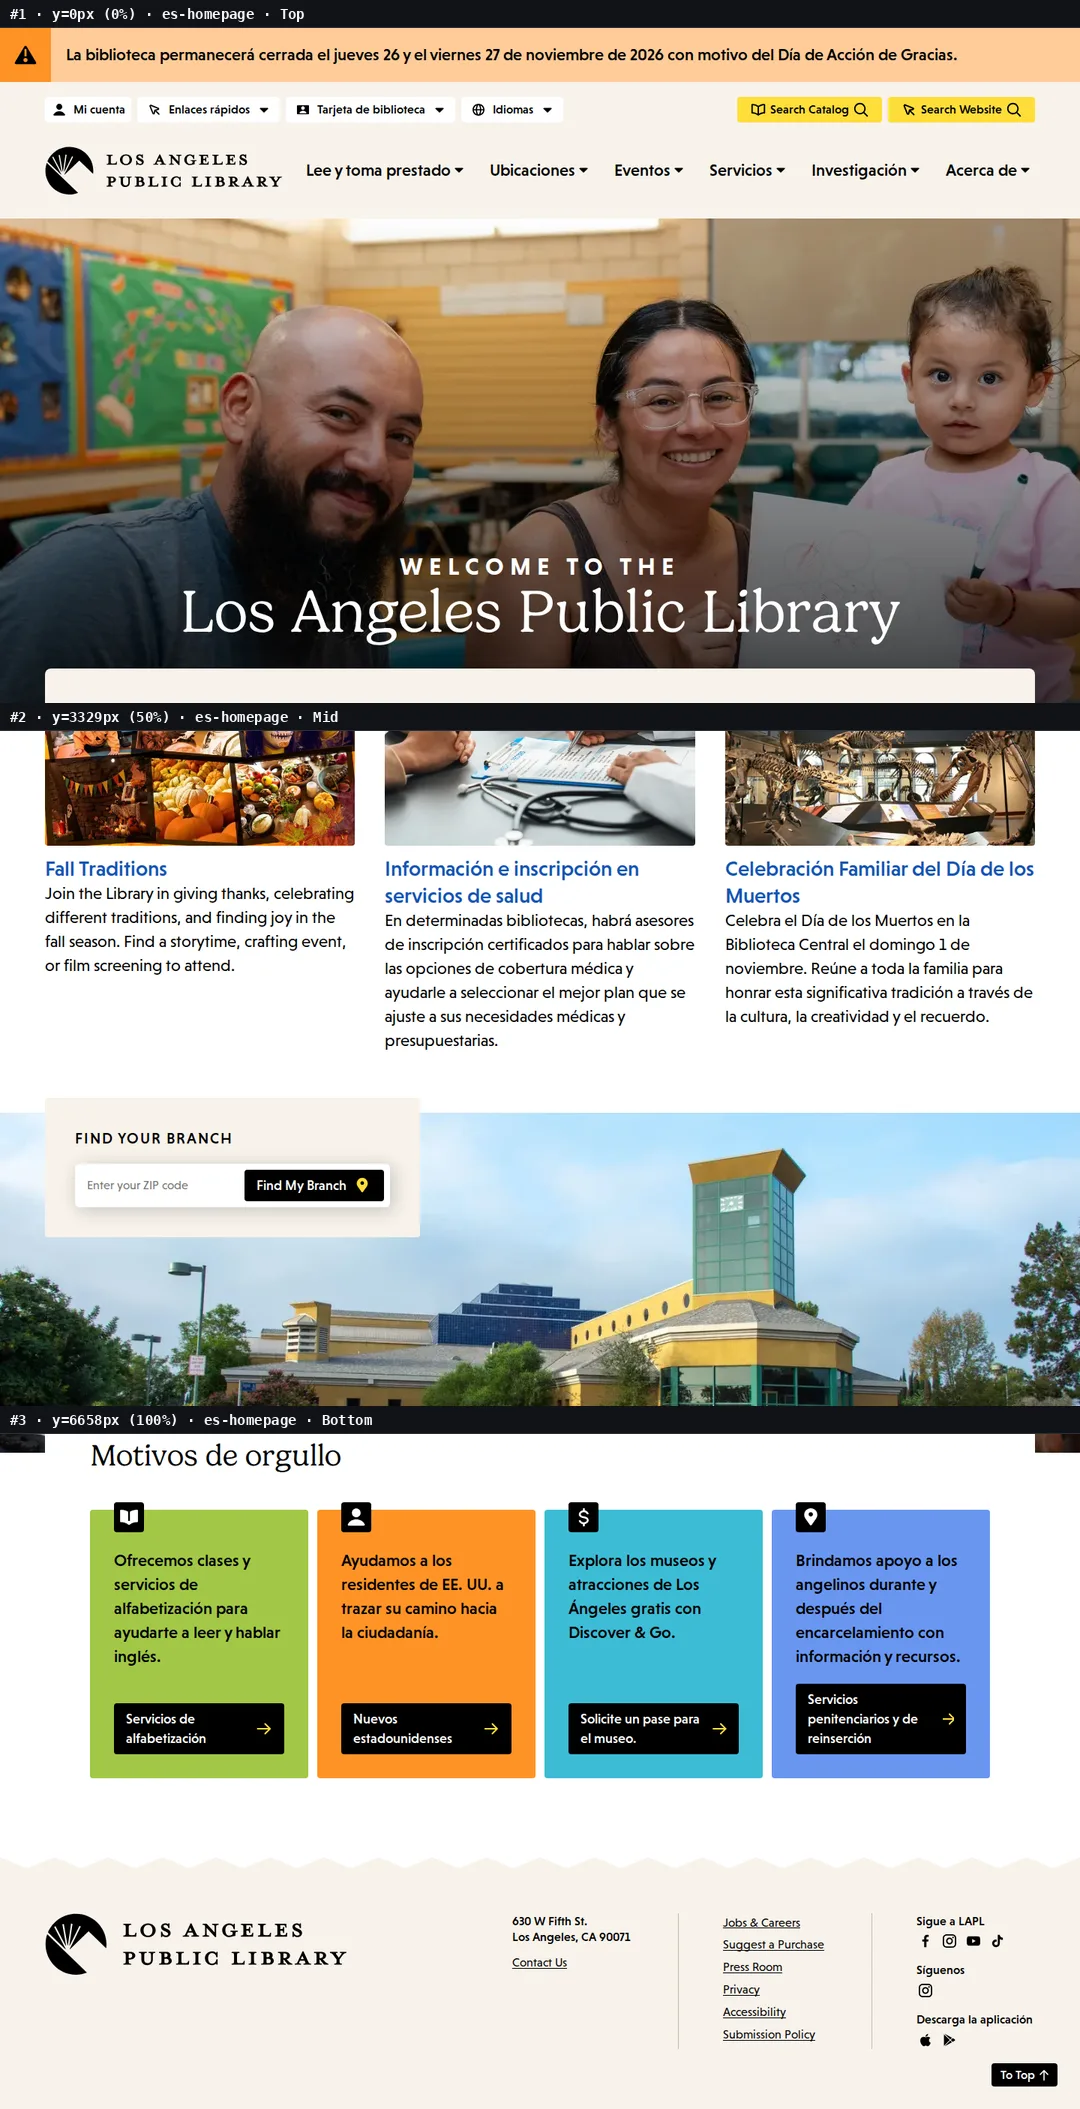 #1 · y=0px (0%) · es-homepage · Top
La biblioteca permanecerá cerrada el jueves 26 y el viernes 27 de noviembre de 2026 con motivo del Día de Acción de Gracias.
Mi cuenta
Enlaces rápidos
Tarjeta de biblioteca
Idiomas
Search Catalog
Search Website
LOS ANGELES
PUBLIC LIBRARY
Lee y toma prestado
Ubicaciones
Eventos
Servicios
Investigación
Acerca de
WELCOME TO THE
Los Angeles Public Library
#2 · y=3329px (50%) · es-homepage · Mid
Fall Traditions
Join the Library in giving thanks, celebrating
different traditions, and finding joy in the
fall season. Find a storytime, crafting event,
or film screening to attend.
Información e inscripción en
servicios de salud
En determinadas bibliotecas, habrá asesores
de inscripción certificados para hablar sobre
las opciones de cobertura médica y
ayudarle a seleccionar el mejor plan que se
ajuste a sus necesidades médicas y
presupuestarias.
Celebración Familiar del Día de los
Muertos
Celebra el Día de los Muertos en la
Biblioteca Central el domingo 1 de
noviembre. Reúne a toda la familia para
honrar esta significativa tradición a través de
la cultura, la creatividad y el recuerdo.
FIND YOUR BRANCH
Enter your ZIP code
Find My Branch
#3 · y=6658px (100%) · es-homepage · Bottom
Motivos de orgullo
Ofrecemos clases y
servicios de
alfabetización para
ayudarte a leer y hablar
inglés.
Servicios de
alfabetización
Ayudamos a los
residentes de EE. UU. a
trazar su camino hacia
la ciudadanía.
Nuevos
estadounidenses
Explora los museos y
atracciones de Los
Ángeles gratis con
Discover & Go.
Solicite un pase para
el museo.
Brindamos apoyo a los
angelinos durante y
después del
encarcelamiento con
información y recursos.
Servicios
penitenciarios y de
reinserción
LOS ANGELES
PUBLIC LIBRARY
630 W Fifth St.
Los Angeles, CA 90071
Contact Us
Jobs & Careers
Suggest a Purchase
Press Room
Privacy
Accessibility
Submission Policy
Sigue a LAPL
Síguenos
Descarga la aplicación
To Top